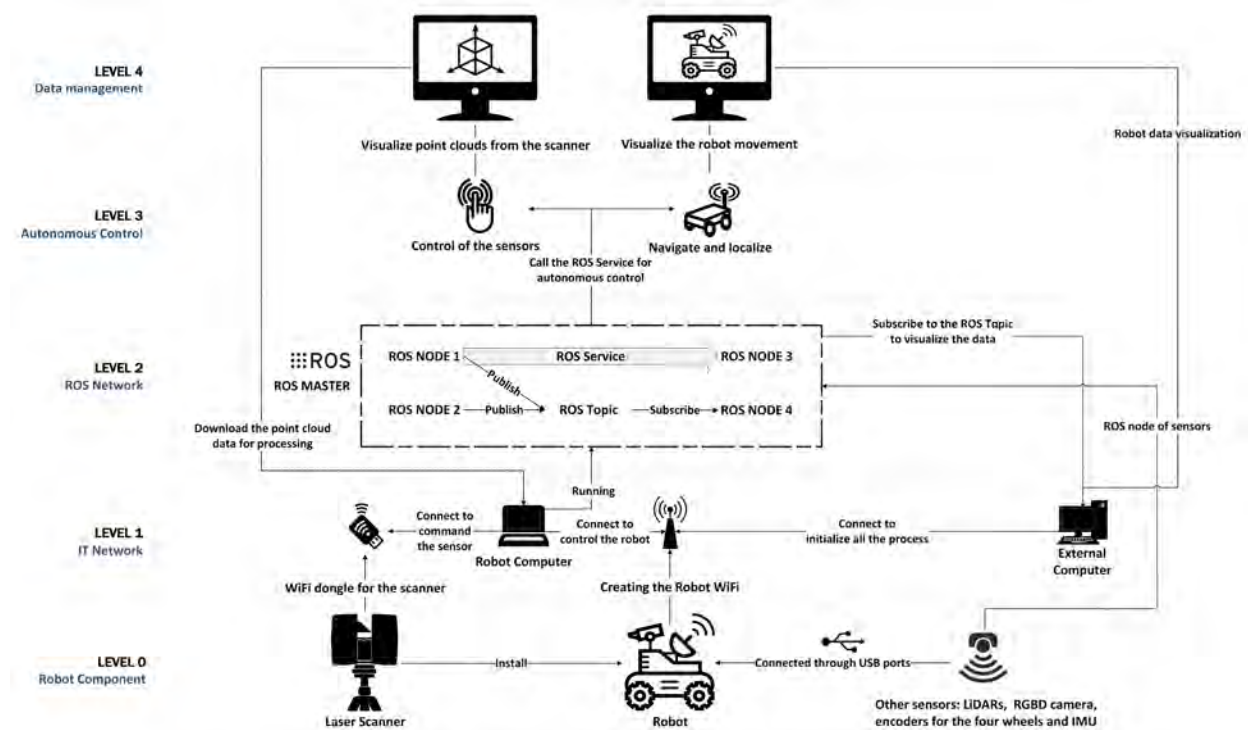 LEVEL 4
Data management
Visualize point clouds from the scanner
Visualize the robot movement
Robot data visualization
LEVEL 3
Autonomous Control
Control of the sensors
Navigate and localize
Call the ROS Service for
autonomous control
LEVEL 2
ROS Network
ROS
ROS MASTER
ROS NODE 1
ROS Service
ROS NODE 3
Publish
ROS NODE 2
Publish
ROS Topic
Subscribe
ROS NODE 4
Subscribe to the ROS Topic
to visualize the data
Download the point cloud
data for processing
ROS node of sensors
Running
LEVEL 1
IT Network
Connect to
command
the sensor
Robot Computer
Connect to
control the robot
Connect to
initialize all the process
External
Computer
WiFi dongle for the scanner
Creating the Robot WiFi
LEVEL 0
Robot Component
Install
Connected through USB ports
Laser Scanner
Robot
Other sensors: LiDARs, RGBD camera,
encoders for the four wheels and IMU